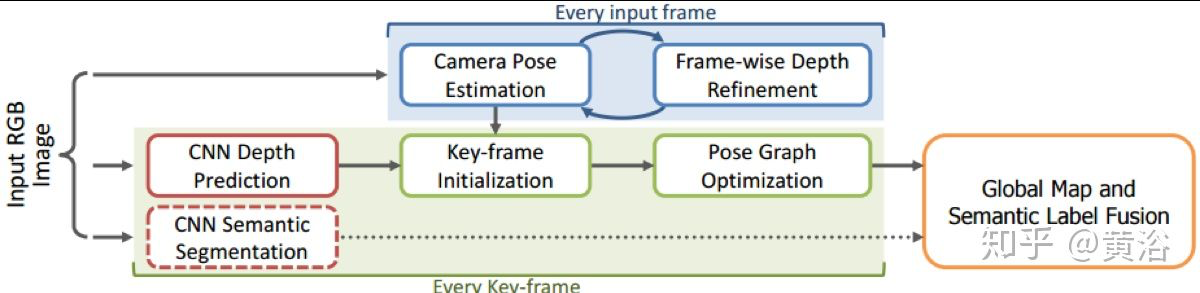 Every input frame
Camera Pose
Estimation
Frame-wise Depth
Refinement
Input RGB
Image
CNN Depth
Prediction
Key-frame
Initialization
Pose Graph
Optimization
Global Map and
Semantic Label Fusion
CNN Semantic
Segmentation
知乎 @黄浴
Every Key-frame